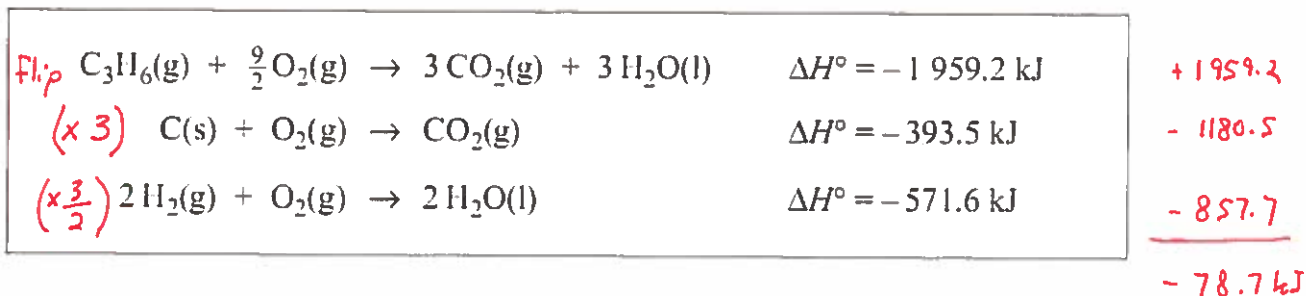 Flip C₃H₆(g) + 9/2 O₂(g) → 3 CO₂(g) + 3 H₂O(l) ΔH° = – 1 959.2 kJ + 1959.2
(x 3) C(s) + O₂(g) → CO₂(g) ΔH° = – 393.5 kJ - 1180.5
(x 3/2) 2 H₂(g) + O₂(g) → 2 H₂O(l) ΔH° = – 571.6 kJ - 857.7
- 78.7 kJ